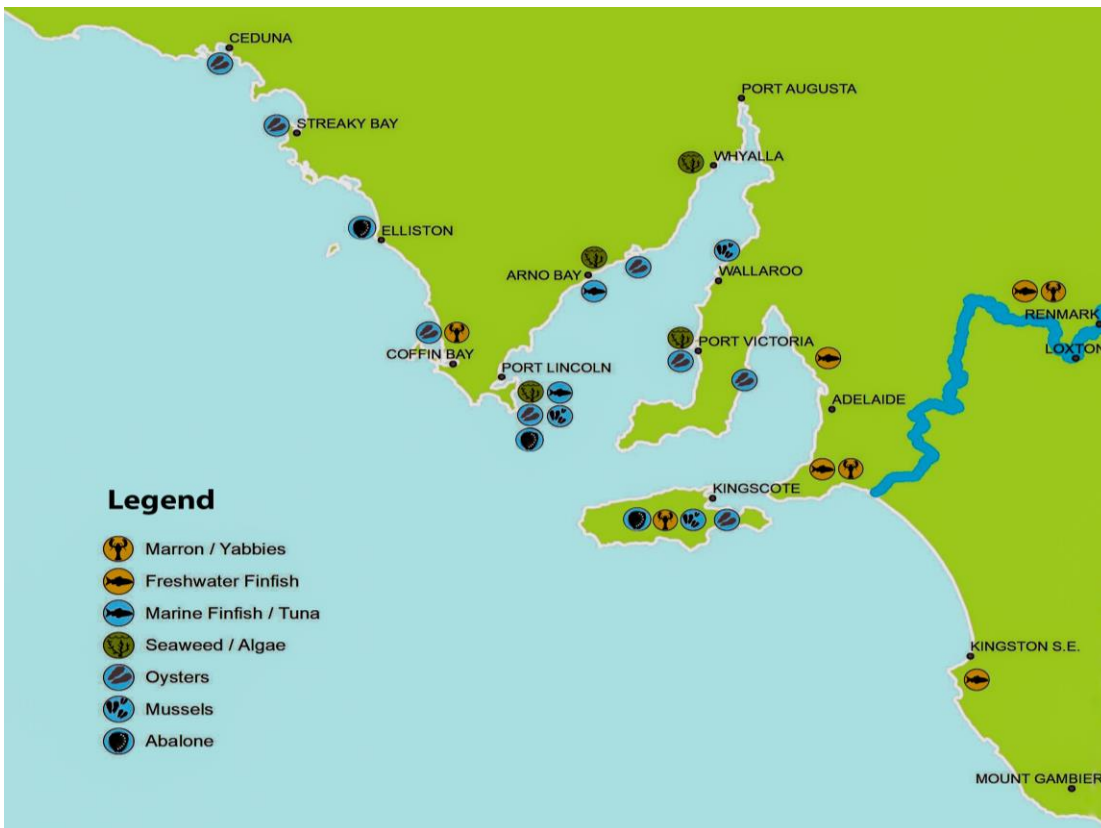 CEDUNA
PORT AUGUSTA
STREAKY BAY
WHYALLA
ELLISTON
ARNO BAY
WALLAROO
RENMARK
PORT VICTORIA
LOXTON
COFFIN BAY
PORT LINCOLN
ADELAIDE
KINGSCOTE
Legend
Marron / Yabbies
Freshwater Finfish
Marine Finfish / Tuna
Seaweed / Algae
KINGSTON S.E.
Oysters
Mussels
Abalone
MOUNT GAMBIER